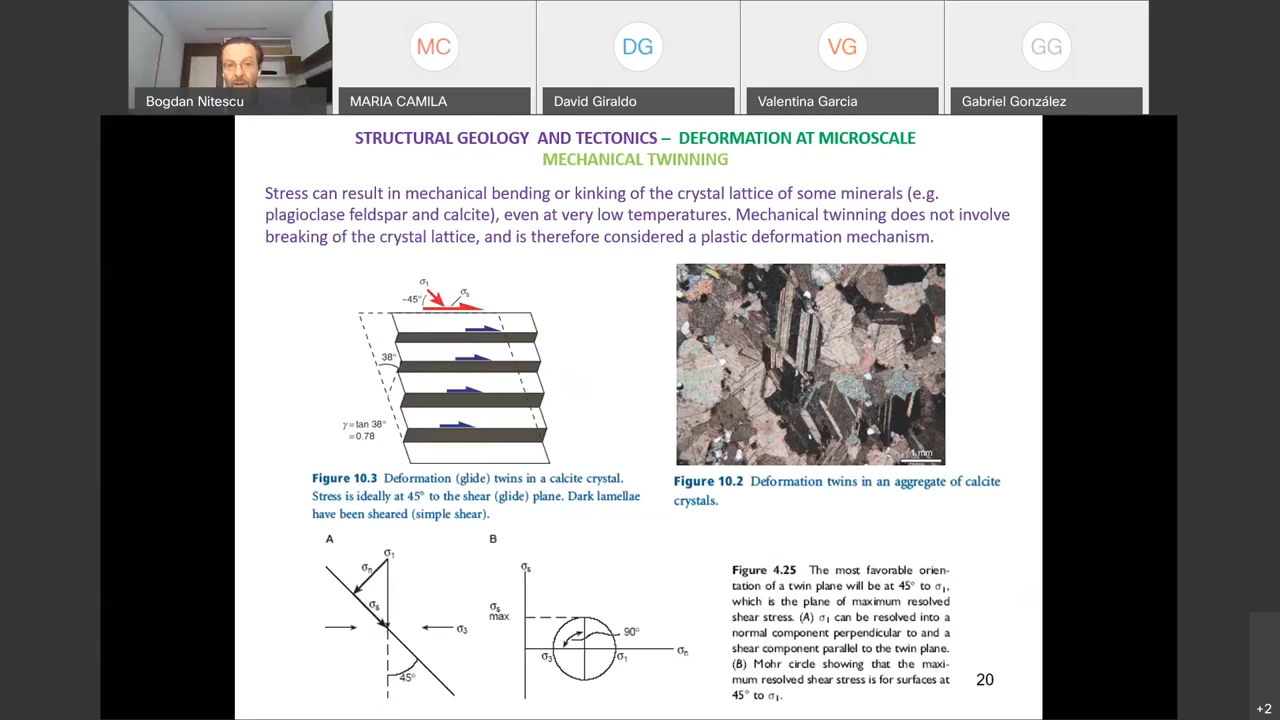 MC
DG
VG
GG
Bogdan Nitescu
MARIA CAMILA
David Giraldo
Valentina Garcia
Gabriel González
STRUCTURAL GEOLOGY AND TECTONICS – DEFORMATION AT MICROSCALE
MECHANICAL TWINNING
Stress can result in mechanical bending or kinking of the crystal lattice of some minerals (e.g.
plagioclase feldspar and calcite), even at very low temperatures. Mechanical twinning does not involve
breaking of the crystal lattice, and is therefore considered a plastic deformation mechanism.
σ₁
~45°
σₛ
38°
γ = tan 38°
= 0.78
1 mm
Figure 10.3 Deformation (glide) twins in a calcite crystal.
Stress is ideally at 45° to the shear (glide) plane. Dark lamellae
have been sheared (simple shear).
Figure 10.2 Deformation twins in an aggregate of calcite
crystals.
A
σ₁
σₙ
σₛ
σ₃
45°
B
σₛ
σₛ
max
90°
σ₃
σ₁
σₙ
Figure 4.25 The most favorable orien-
tation of a twin plane will be at 45° to σ₁,
which is the plane of maximum resolved
shear stress. (A) σ₁ can be resolved into a
normal component perpendicular to and a
shear component parallel to the twin plane.
(B) Mohr circle showing that the maxi-
mum resolved shear stress is for surfaces at
45° to σ₁.
20
+2